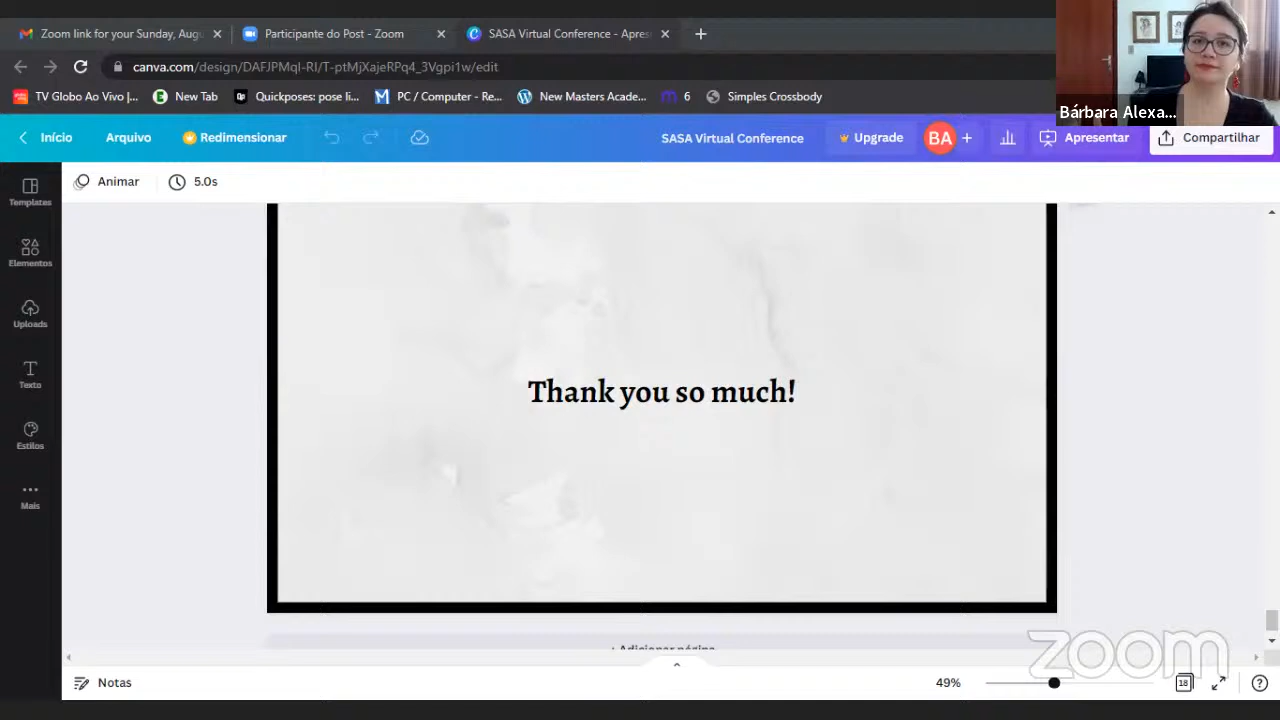 Zoom link for your Sunday, Augu
Participante do Post - Zoom
SASA Virtual Conference - Apres
canva.com/design/DAFJPMqI-RI/T-ptMjXajeRPq4_3Vgpi1w/edit
TV Globo Ao Vivo |...
New Tab
Quickposes: pose li...
PC / Computer - Re...
New Masters Acade...
6
Simples Crossbody
Bárbara Alexa...
Início
Arquivo
Redimensionar
SASA Virtual Conference
Upgrade
BA
+
Apresentar
Compartilhar
Animar
5.0s
Templates
Elementos
Uploads
Texto
Estilos
Mais
Thank you so much!
+ Adicionar página
zoom
Notas
49%
18
?